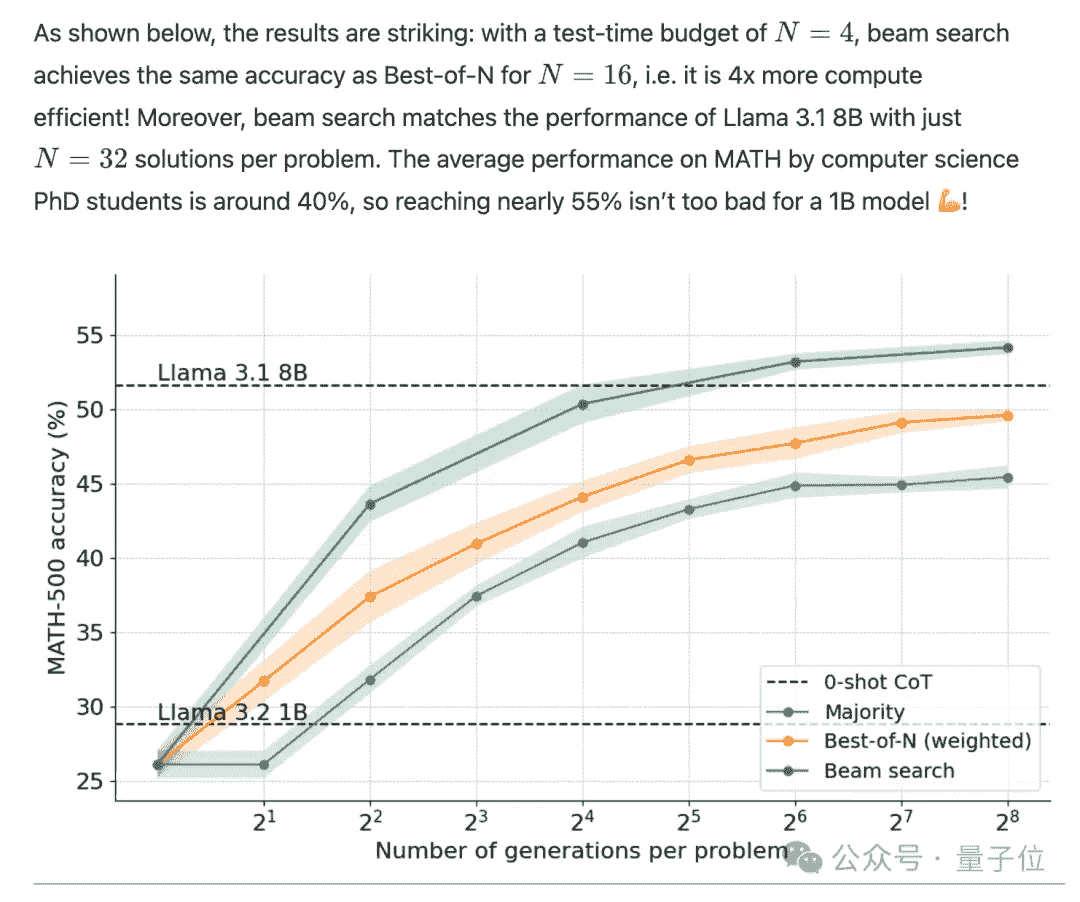 As shown below, the results are striking: with a test-time budget of N = 4, beam search
achieves the same accuracy as Best-of-N for N = 16, i.e. it is 4x more compute
efficient! Moreover, beam search matches the performance of Llama 3.1 8B with just
N = 32 solutions per problem. The average performance on MATH by computer science
PhD students is around 40%, so reaching nearly 55% isn't too bad for a 1B model 💪!
55
Llama 3.1 8B
50
45
40
35
30
Llama 3.2 1B
25
MATH-500 accuracy (%)
0-shot CoT
Majority
Best-of-N (weighted)
Beam search
2¹ 2² 2³ 2⁴ 2⁵ 2⁶ 2⁷ 2⁸
Number of generations per problem
公众号 · 量子位